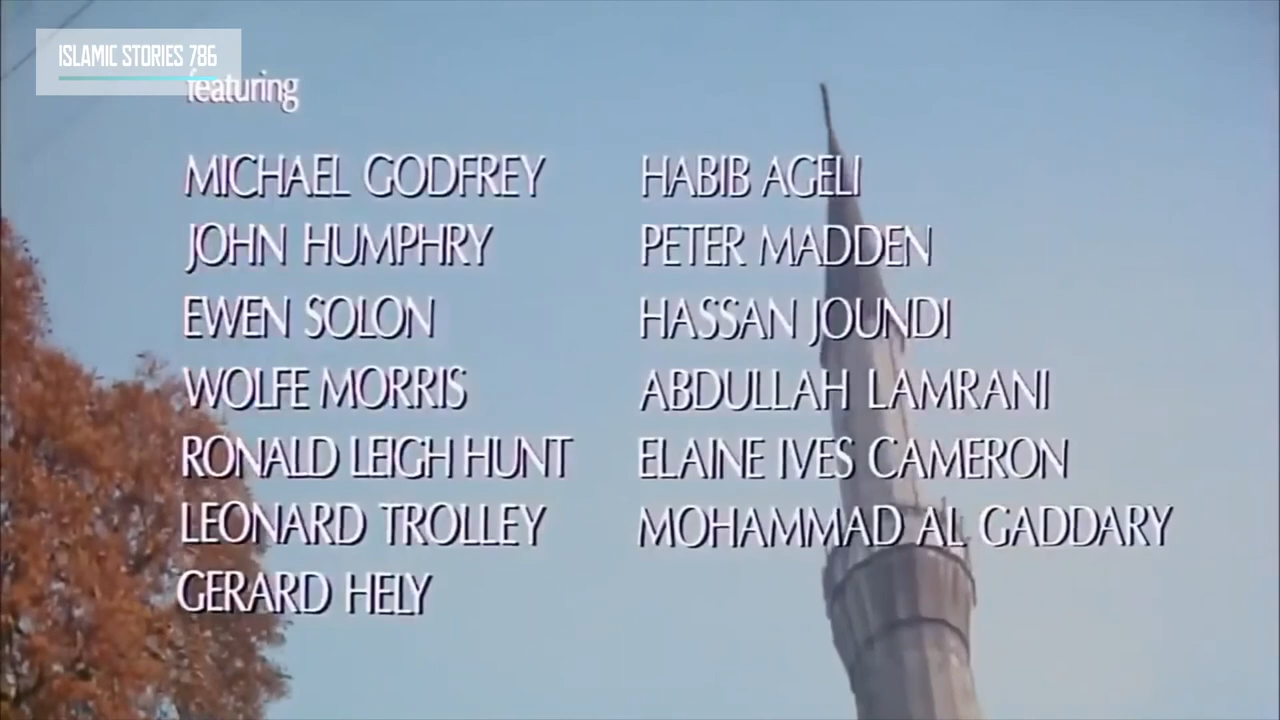 ISLAMIC STORIES 786
featuring
MICHAEL GODFREY
JOHN HUMPHRY
EWEN SOLON
WOLFE MORRIS
RONALD LEIGH HUNT
LEONARD TROLLEY
GERARD HELY
HABIB AGELI
PETER MADDEN
HASSAN JOUNDI
ABDULLAH LAMRANI
ELAINE IVES CAMERON
MOHAMMAD AL GADDARY